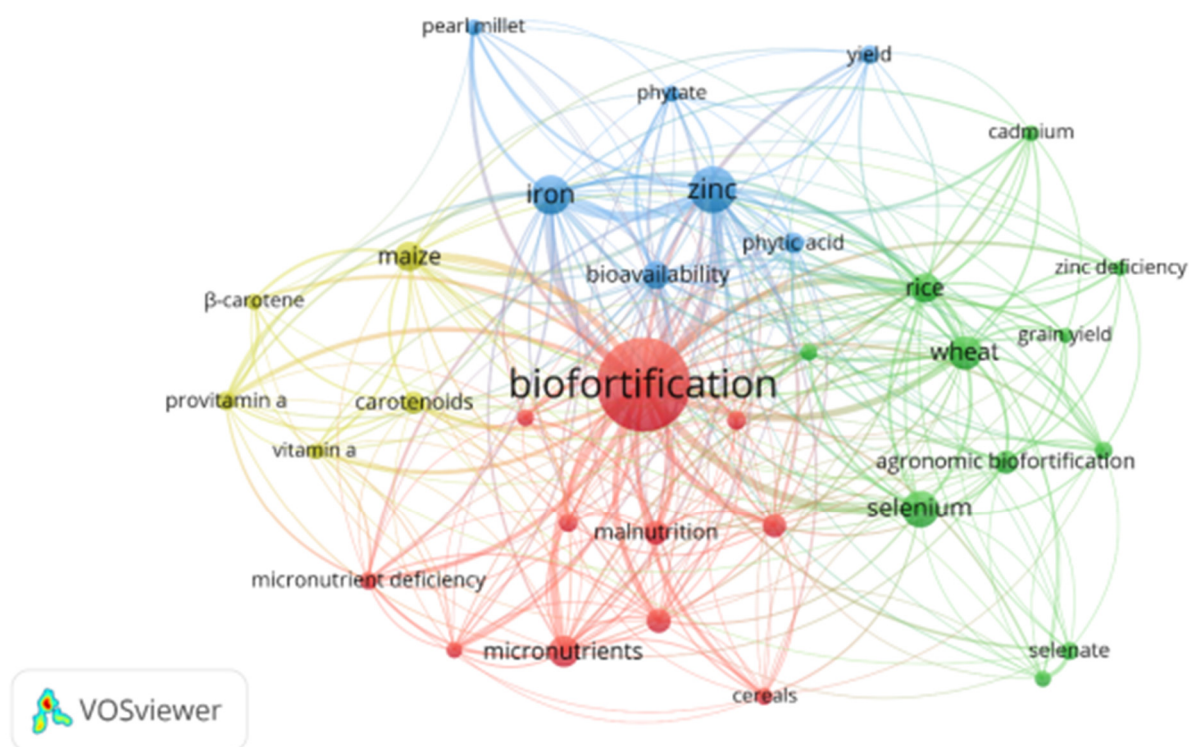 pearl millet
yield
phytate
cadmium
iron
zinc
phytic acid
maize
bioavailability
zinc deficiency
rice
β-carotene
grain yield
wheat
biofortification
provitamin a
carotenoids
vitamin a
agronomic biofortification
selenium
malnutrition
micronutrient deficiency
micronutrients
selenate
cereals
VOSviewer